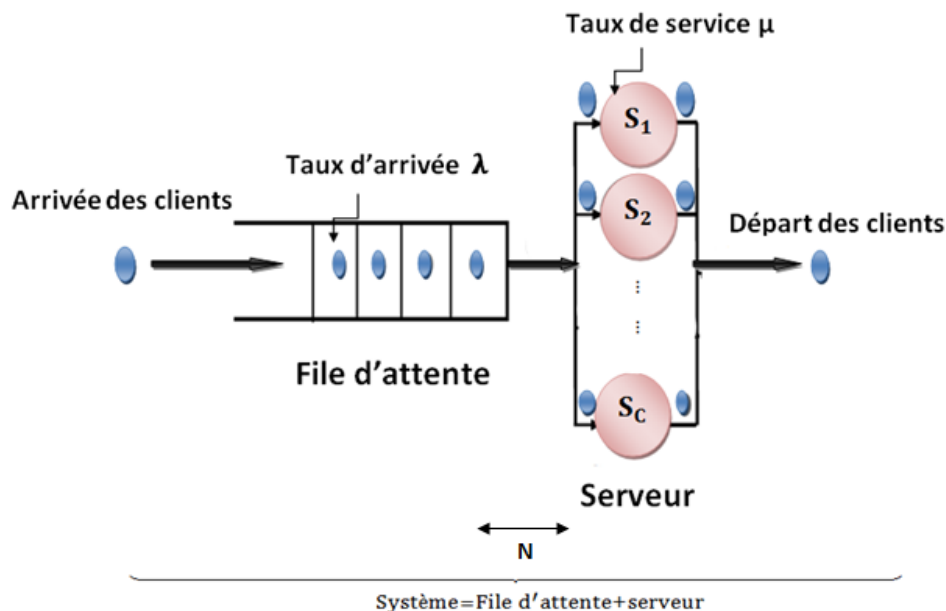 Taux de service μ
S₁
Taux d'arrivée λ
Arrivée des clients
S₂
Départ des clients
File d'attente
S_C
Serveur
N
Système=File d'attente+serveur